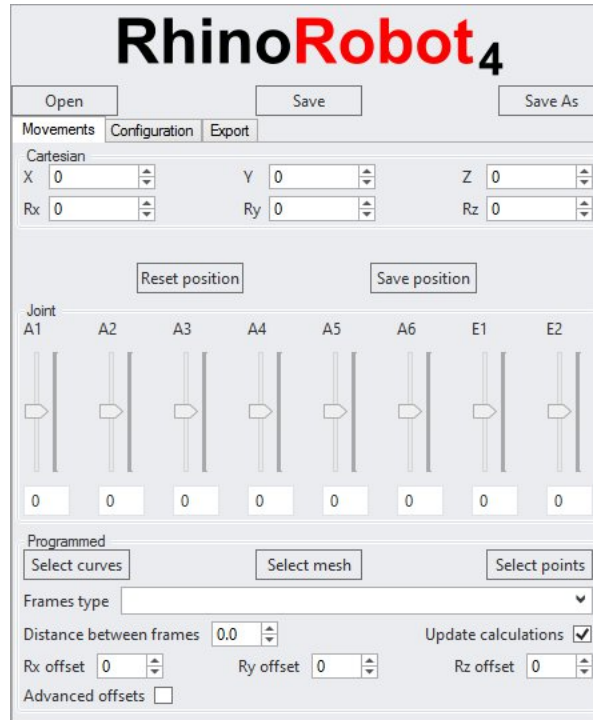 RhinoRobot4
Open Save Save As
Movements Configuration Export
Cartesian
X 0 Y 0 Z 0
Rx 0 Ry 0 Rz 0
Reset position Save position
Joint
A1 A2 A3 A4 A5 A6 E1 E2
0 0 0 0 0 0 0 0
Programmed
Select curves Select mesh Select points
Frames type
Distance between frames 0.0 Update calculations
Rx offset 0 Ry offset 0 Rz offset 0
Advanced offsets